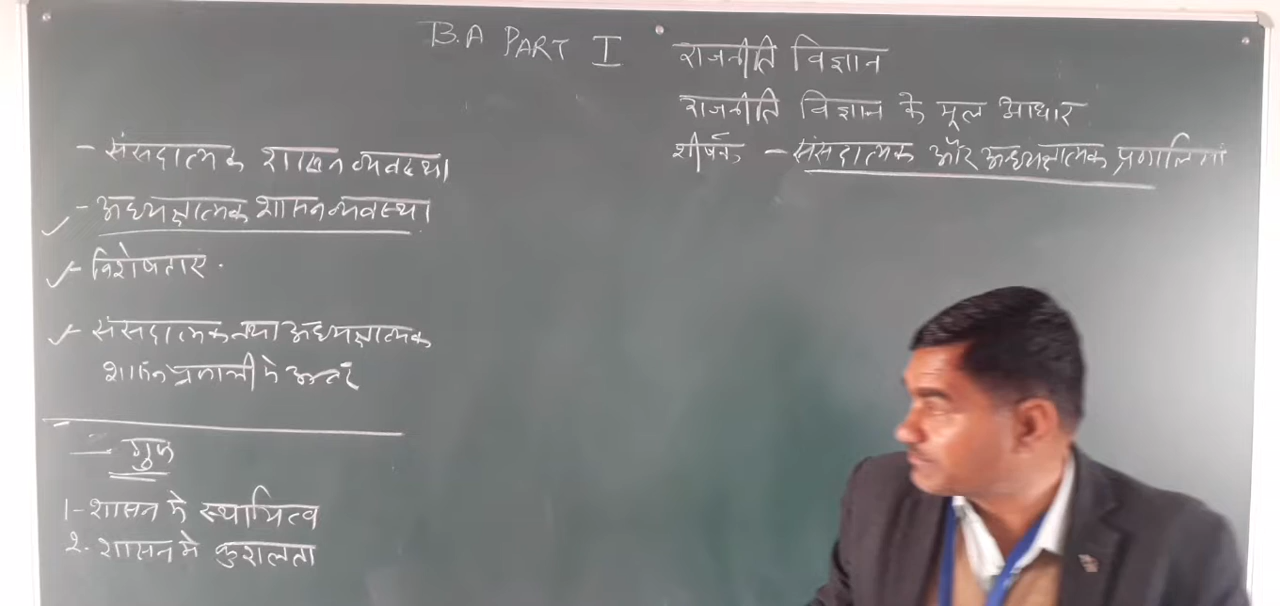 B.A PART I
राजनीति विज्ञान
राजनीति विज्ञान के मूल आधार
शीर्षक - संसदात्मक और अध्यक्षात्मक प्रणालियां
- संसदात्मक शासन व्यवस्था
- अध्यक्षात्मक शासन व्यवस्था
- विशेषताएं
- संसदात्मक तथा अध्यक्षात्मक
शासन प्रणाली में अन्तर
- गुण
1- शासन में स्थायित्व
2. शासन में कुशलता